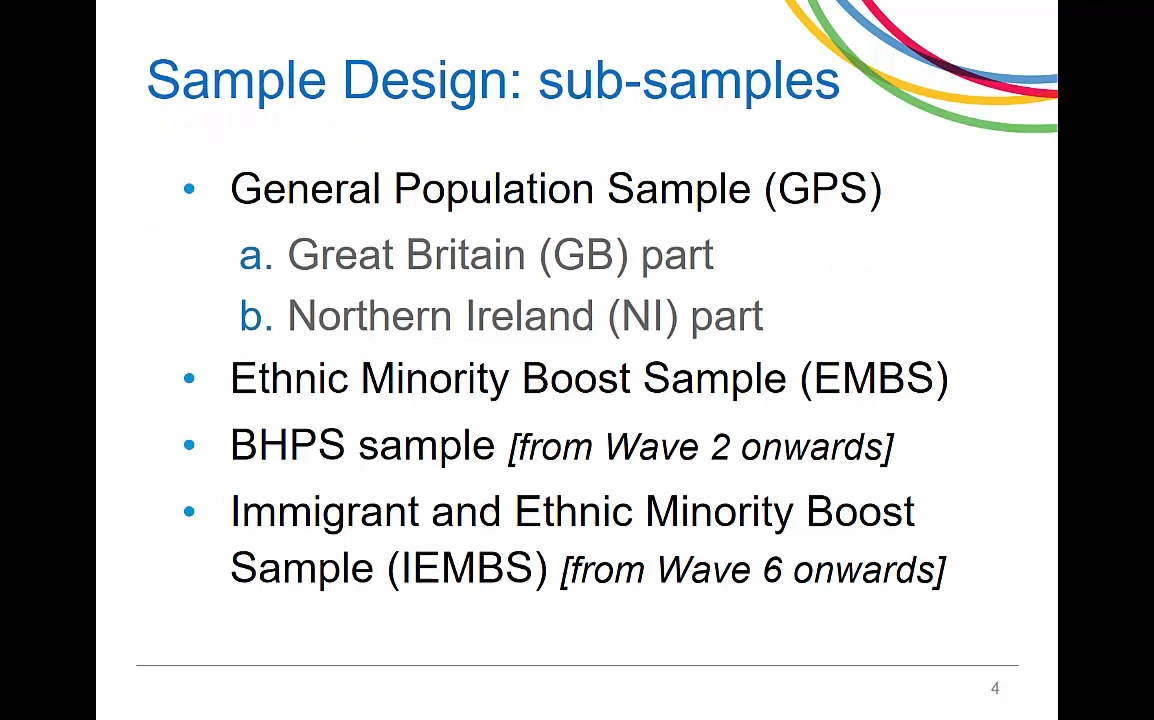 Sample Design: sub-samples
• General Population Sample (GPS)
a. Great Britain (GB) part
b. Northern Ireland (NI) part
• Ethnic Minority Boost Sample (EMBS)
• BHPS sample [from Wave 2 onwards]
• Immigrant and Ethnic Minority Boost
Sample (IEMBS) [from Wave 6 onwards]
4